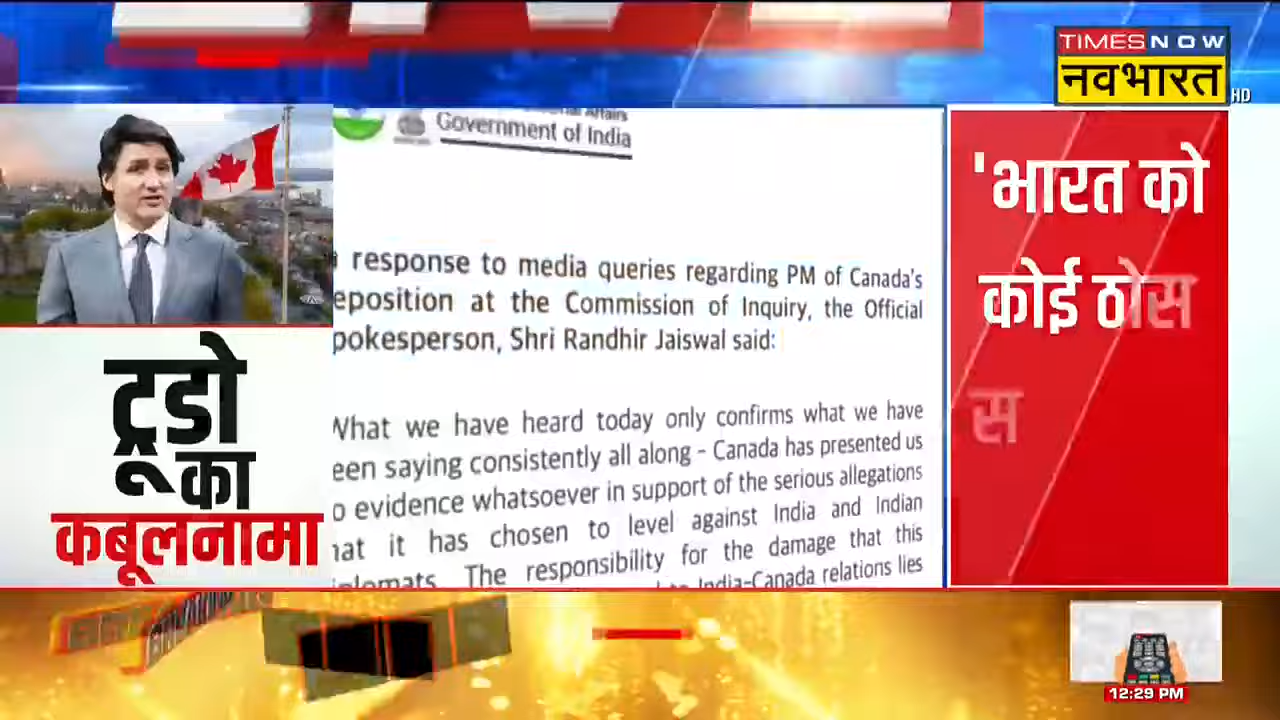 TIMES NOW
नवभारत
HD
Affairs
Government of India
response to media queries regarding PM of Canada's
eposition at the Commission of Inquiry, the Official
pokesperson, Shri Randhir Jaiswal said:
What we have heard today only confirms what we have
een saying consistently all along – Canada has presented us
o evidence whatsoever in support of the serious allegations
hat it has chosen to level against India and Indian
iplomats. The responsibility for the damage that this
India-Canada relations lies
ट्रूडो
का
कबूलनामा
'भारत को
कोई ठोस
स
12:29 PM